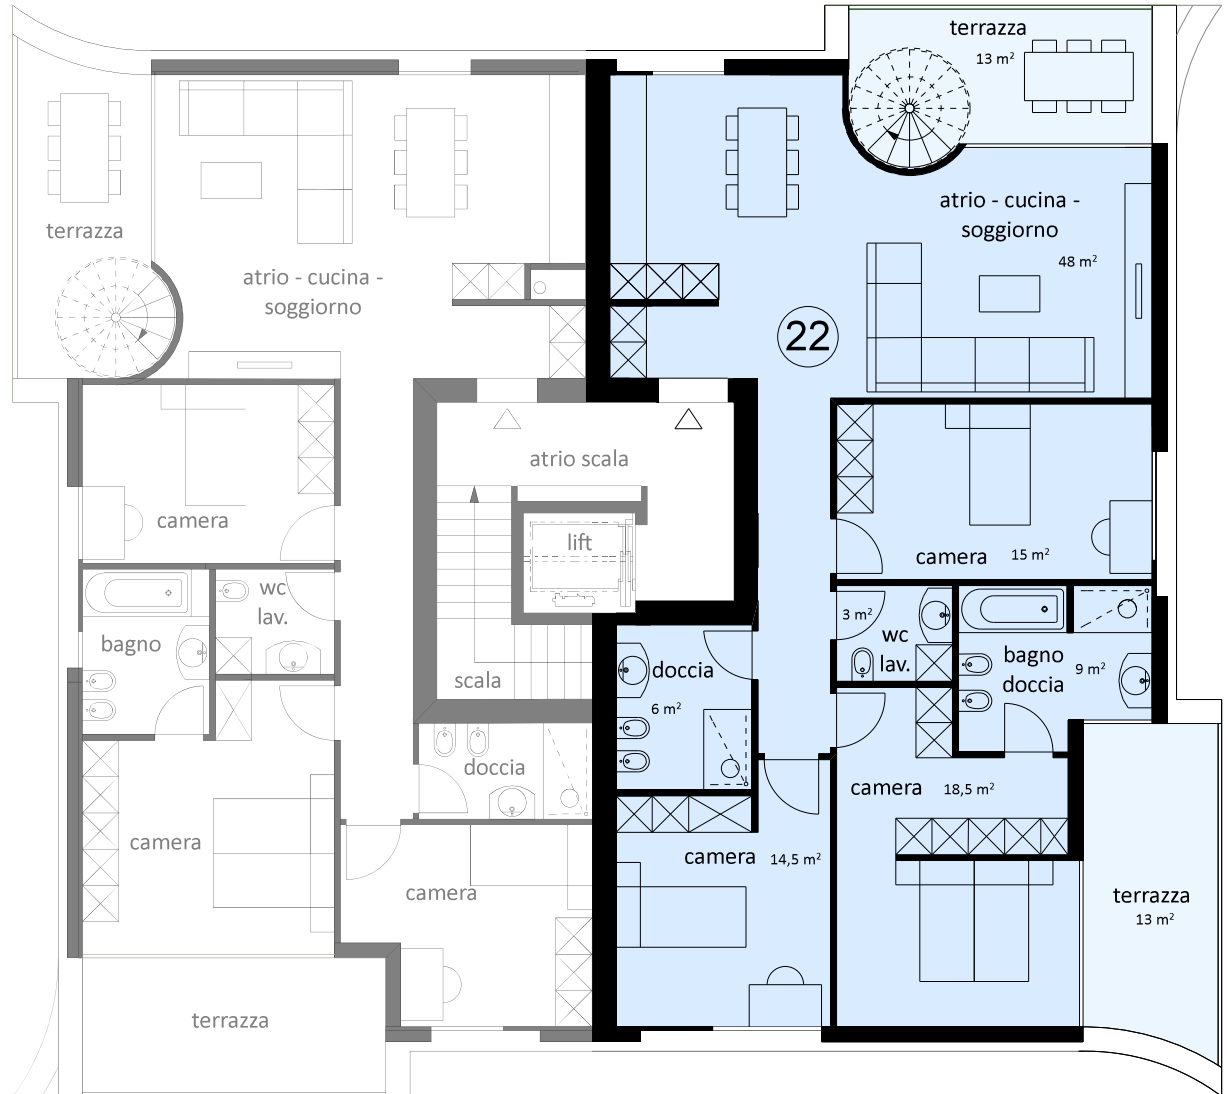 terrazza
13 m²
terrazza
atrio - cucina -
soggiorno
atrio - cucina -
soggiorno
48 m²
22
atrio scala
lift
scala
camera
camera
15 m²
wc
lav.
bagno
3 m²
wc
lav.
bagno
doccia
9 m²
doccia
6 m²
doccia
camera
18,5 m²
camera
camera
14,5 m²
camera
terrazza
13 m²
terrazza